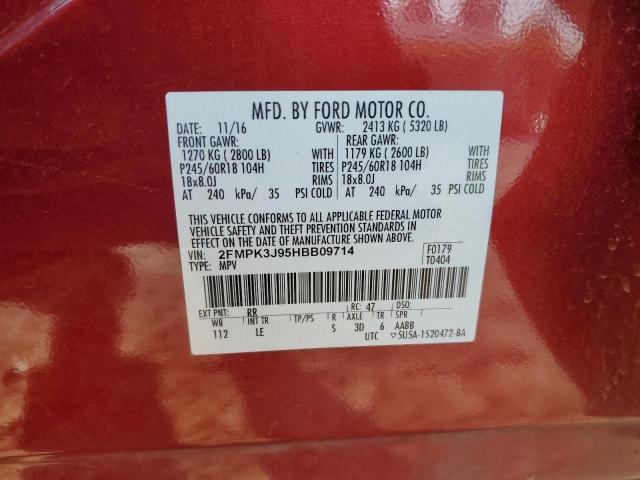 MFD. BY FORD MOTOR CO.
DATE: 11/16 GVWR: 2413 KG ( 5320 LB)
FRONT GAWR: REAR GAWR:
1270 KG ( 2800 LB) WITH 1179 KG ( 2600 LB) WITH
P245/60R18 104H TIRES P245/60R18 104H TIRES
18x8.0J RIMS 18x8.0J RIMS
AT 240 kPa/ 35 PSI COLD AT 240 kPa/ 35 PSI COLD
THIS VEHICLE CONFORMS TO ALL APPLICABLE FEDERAL MOTOR
VEHICLE SAFETY AND THEFT PREVENTION STANDARDS IN
EFFECT ON THE DATE OF MANUFACTURE SHOWN ABOVE.
VIN: 2FMPK3J95HBB09714 F0179
TYPE: MPV T0404
EXT PNT: RR RC: 47 DSO:
WB INT TR TP/PS R AXLE TR SPR
112 LE S 3D 6 AABB
UTC ▽5U5A-1520472-BA